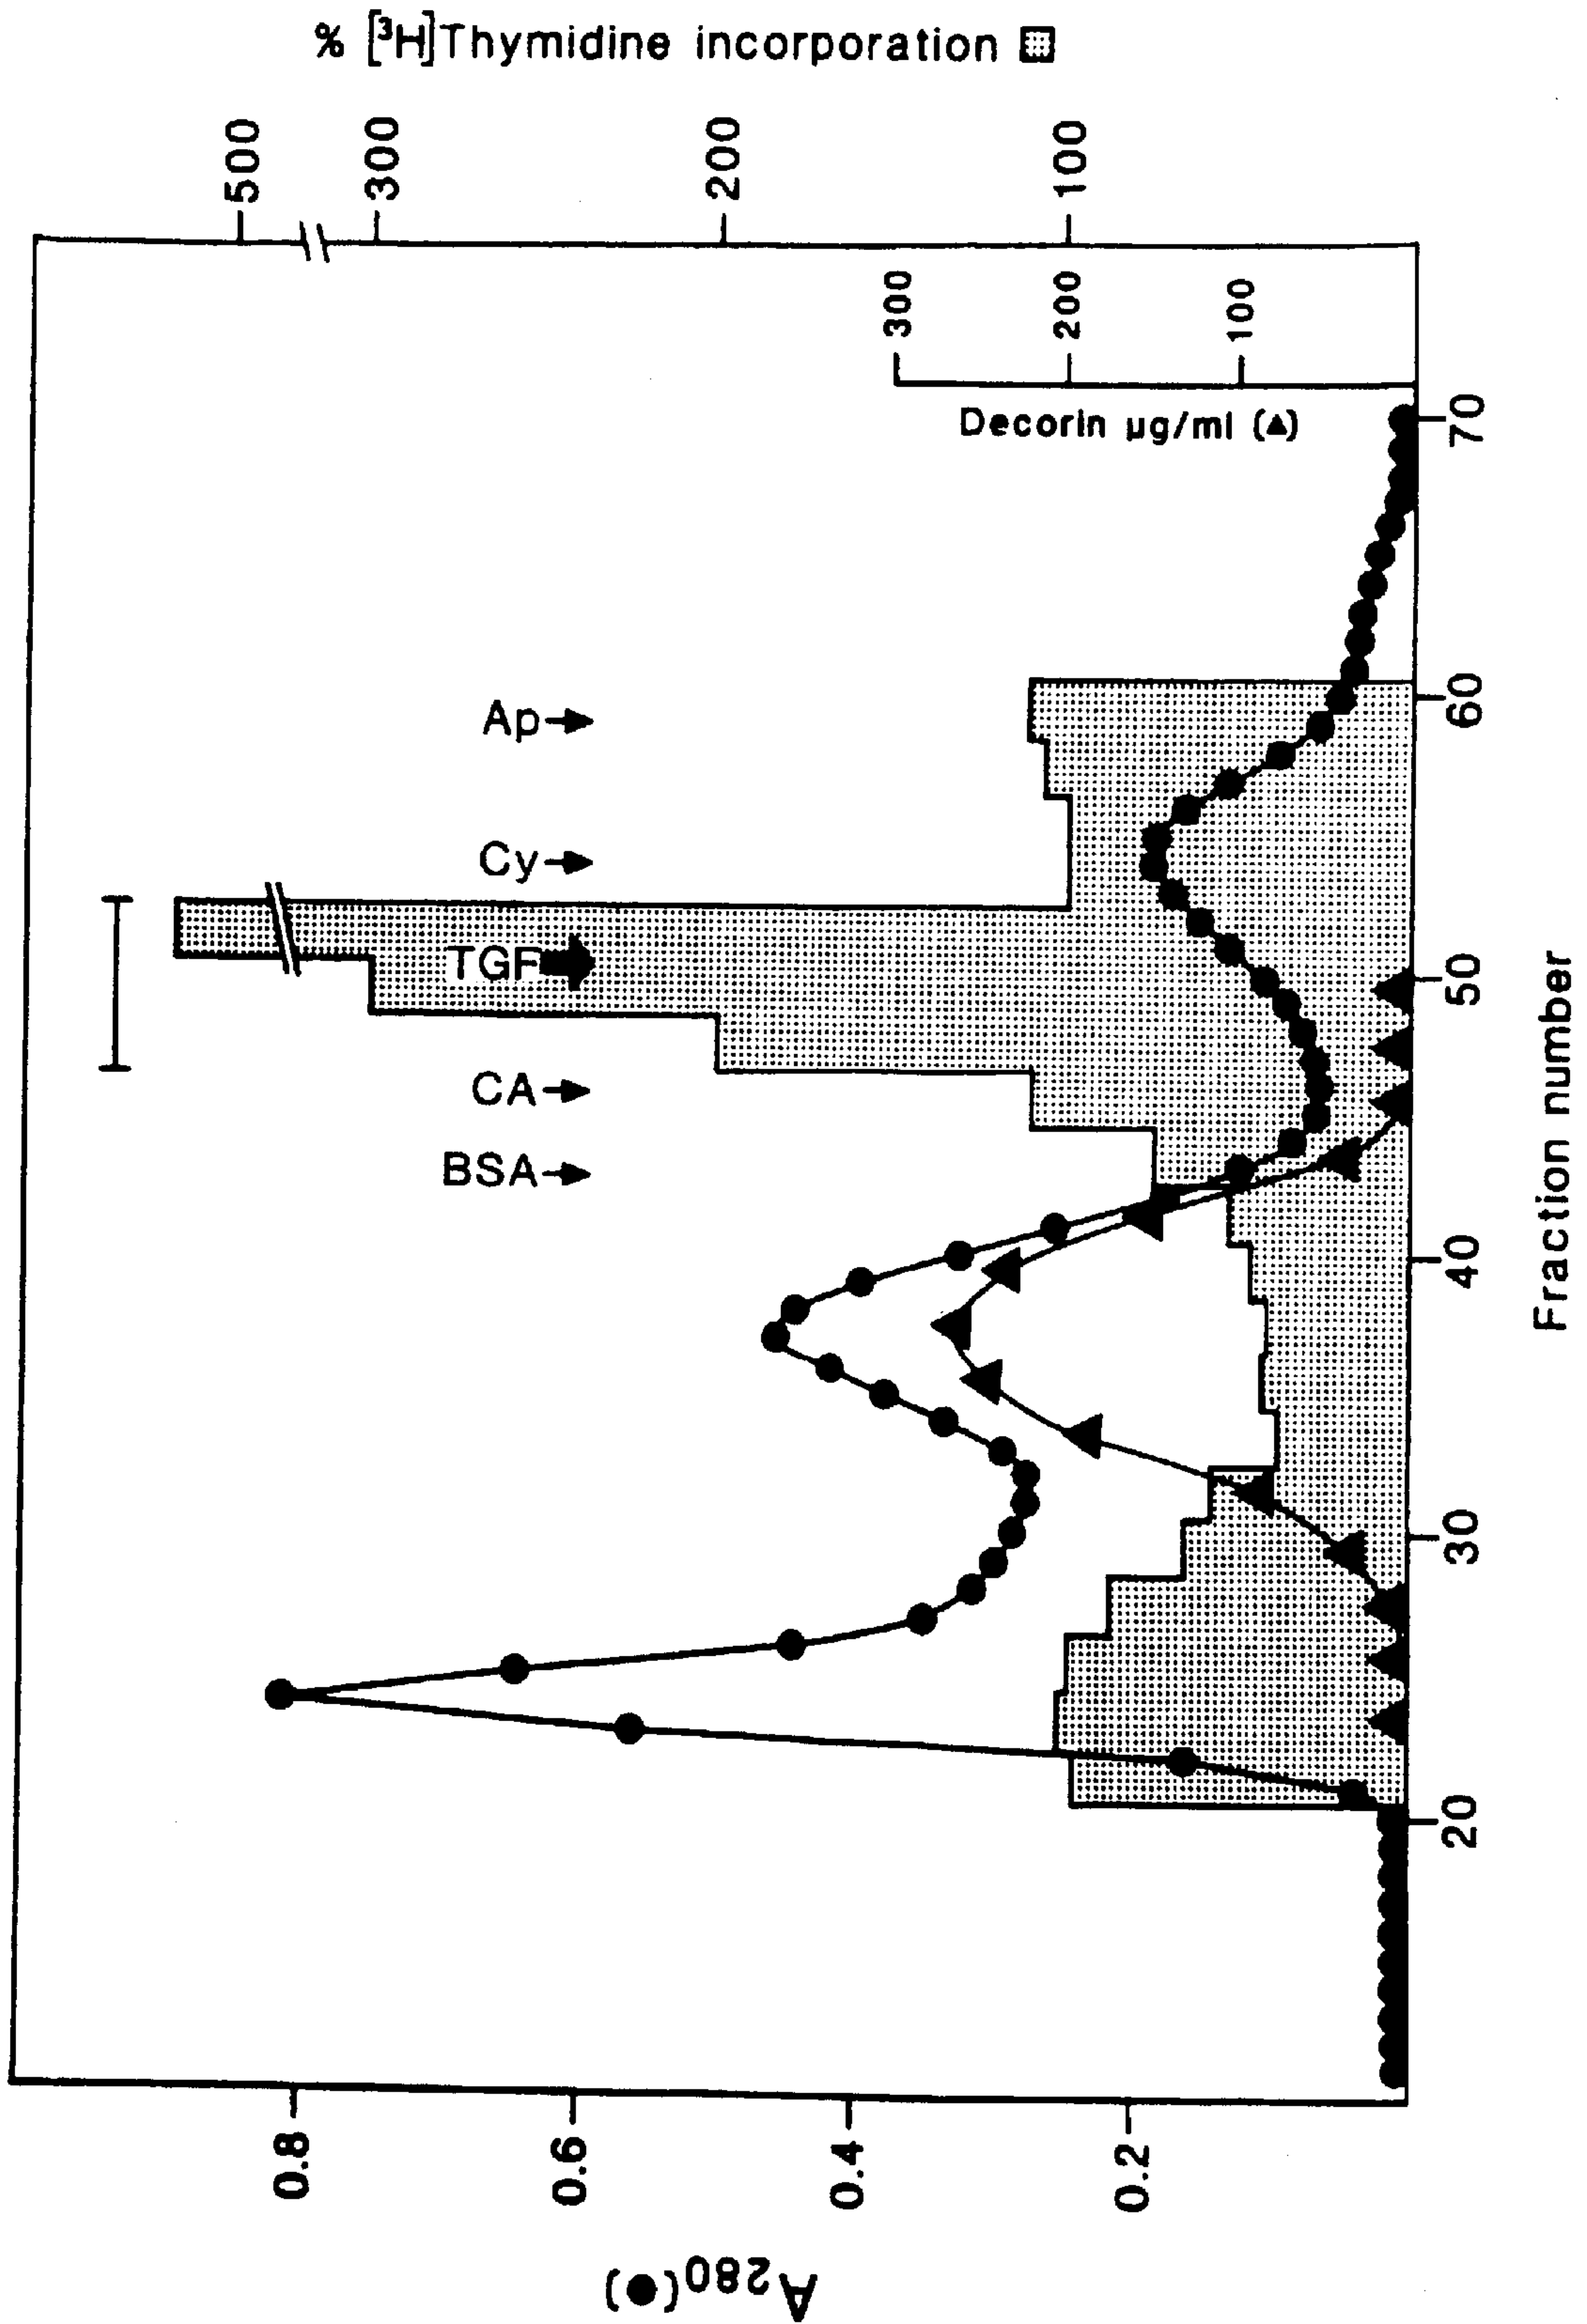 A280(●)
0.8
0.6
0.4
0.2
% [³H]Thymidine incorporation
500
300
200
100
300
200
100
Decorin µg/ml (▲)
BSA
CA
TGF
Cy
Ap
20
30
40
50
60
70
Fraction number